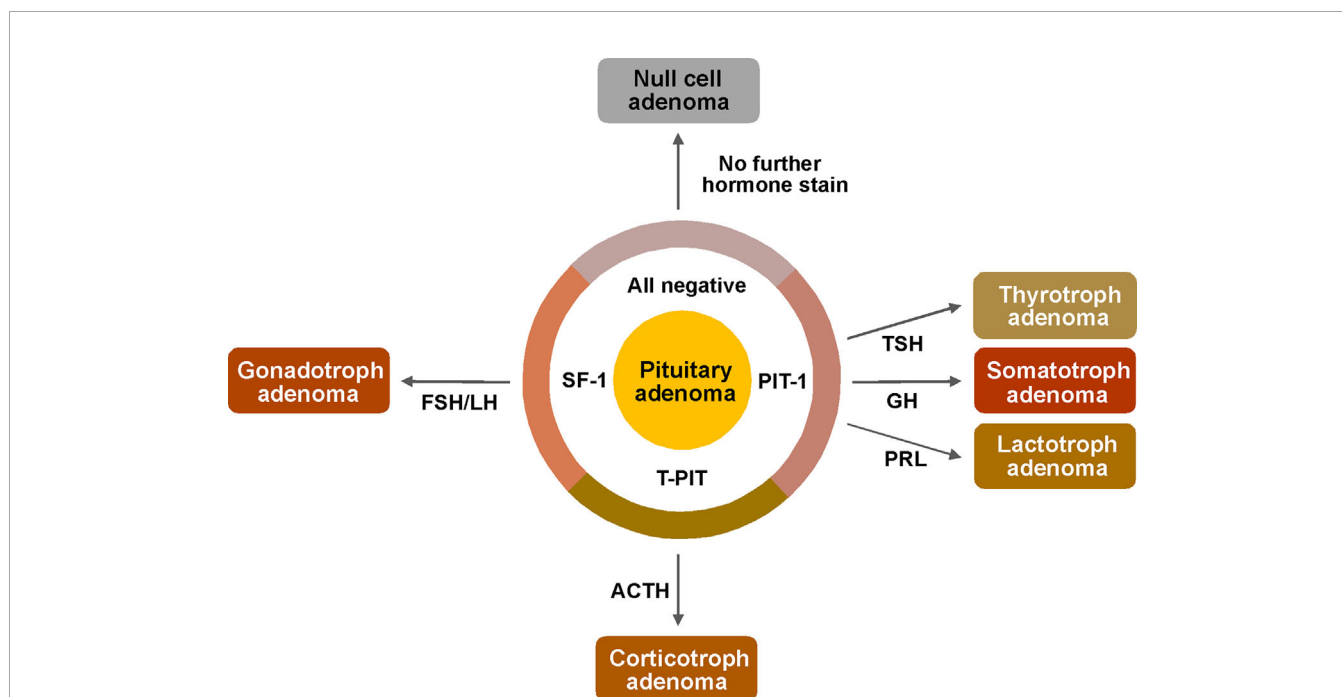 Null cell
adenoma
No further
hormone stain
All negative
Thyrotroph
adenoma
TSH
Gonadotroph
adenoma
FSH/LH
SF-1
Pituitary
adenoma
PIT-1
GH
Somatotroph
adenoma
PRL
Lactotroph
adenoma
T-PIT
ACTH
Corticotroph
adenoma